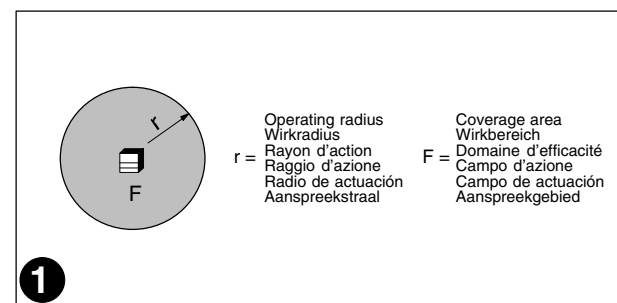 r
F
Operating radius
Wirkradius
r = Rayon d'action
Raggio d'azione
Radio de actuación
Aanspreekstraal
Coverage area
Wirkbereich
F = Domaine d'efficacité
Campo d'azione
Campo de actuación
Aanspreekgebied
1